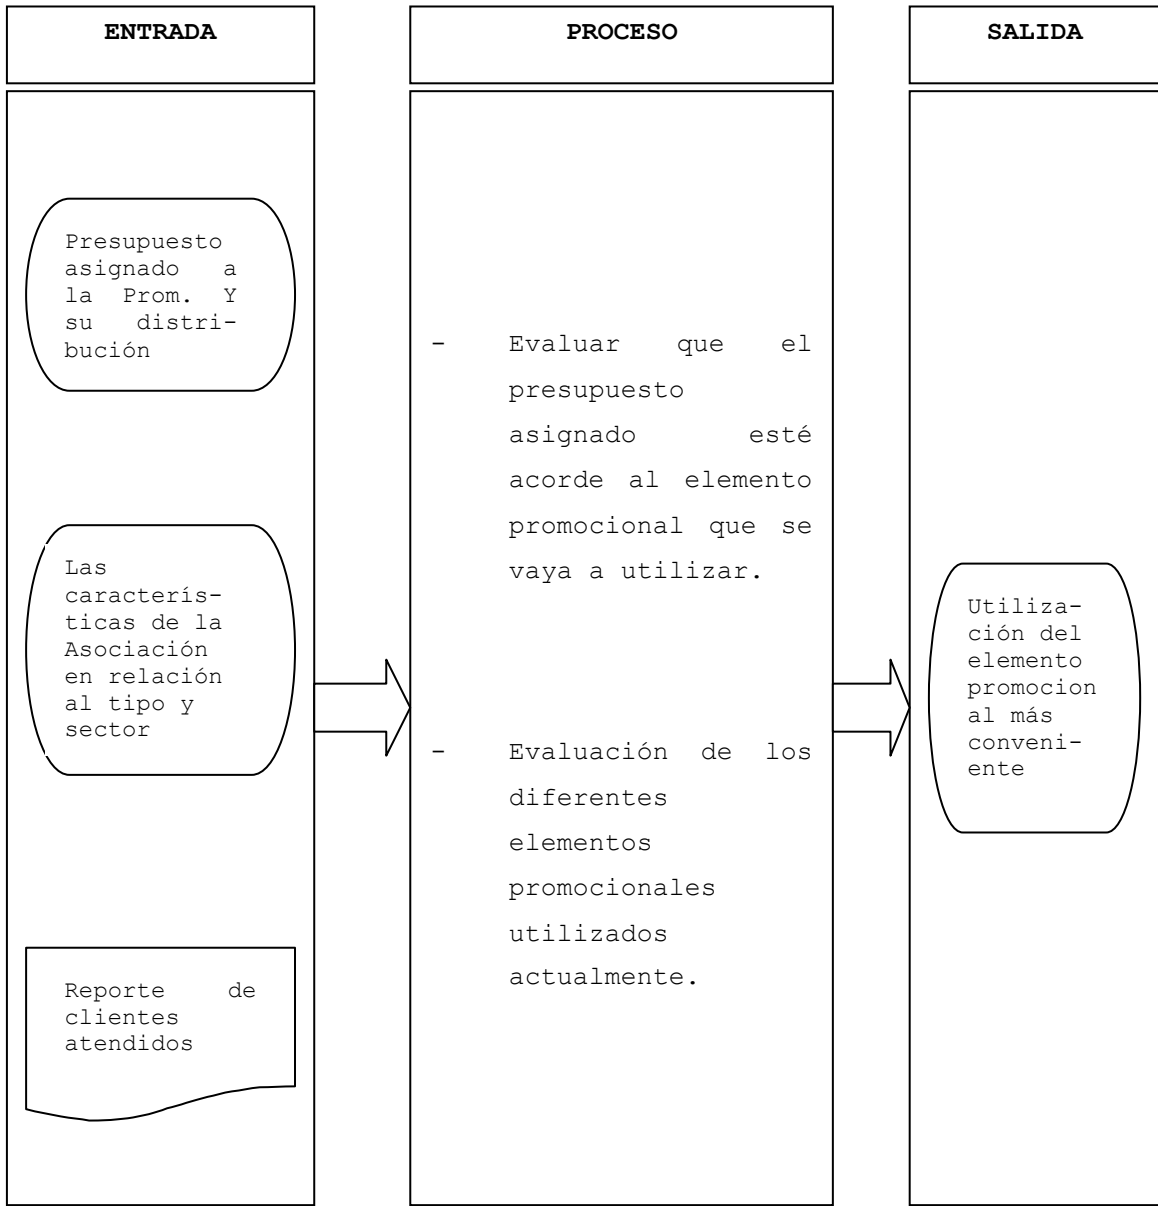 ENTRADA
PROCESO
SALIDA
Presupuesto
asignado a
la Prom. Y
su distri-
bución
Las
caracterís-
ticas de la
Asociación
en relación
al tipo y
sector
Reporte de
clientes
atendidos
- Evaluar que el
presupuesto
asignado esté
acorde al elemento
promocional que se
vaya a utilizar.
- Evaluación de los
diferentes
elementos
promocionales
utilizados
actualmente.
Utiliza-
ción del
elemento
promocion
al más
conveni-
ente